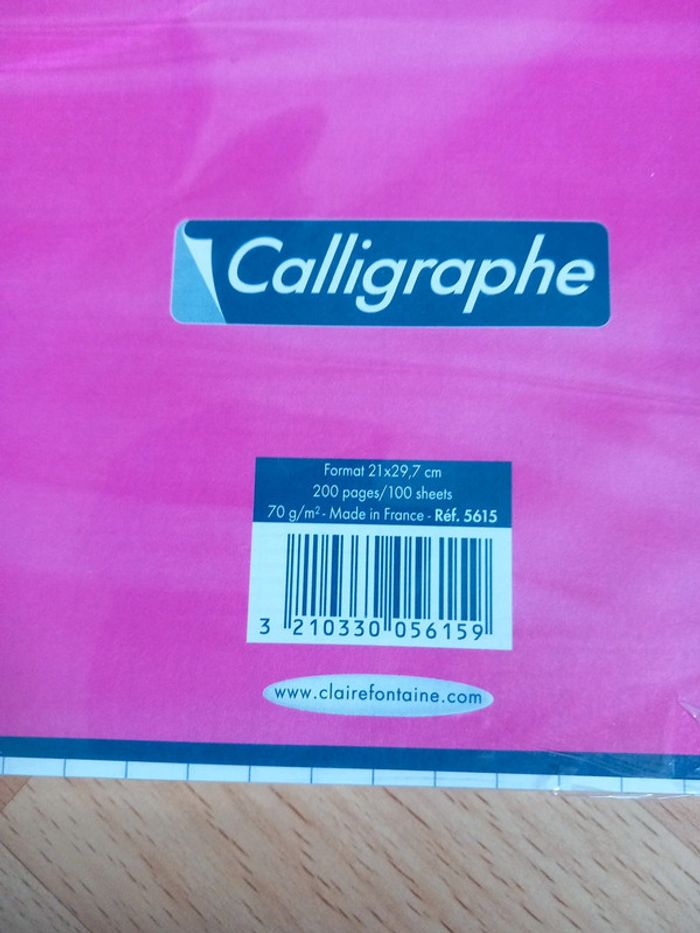 Calligraphe
Format 21x29,7 cm
200 pages/100 sheets
70 g/m² - Made in France - Réf. 5615
3 210330 056159
www.clairefontaine.com